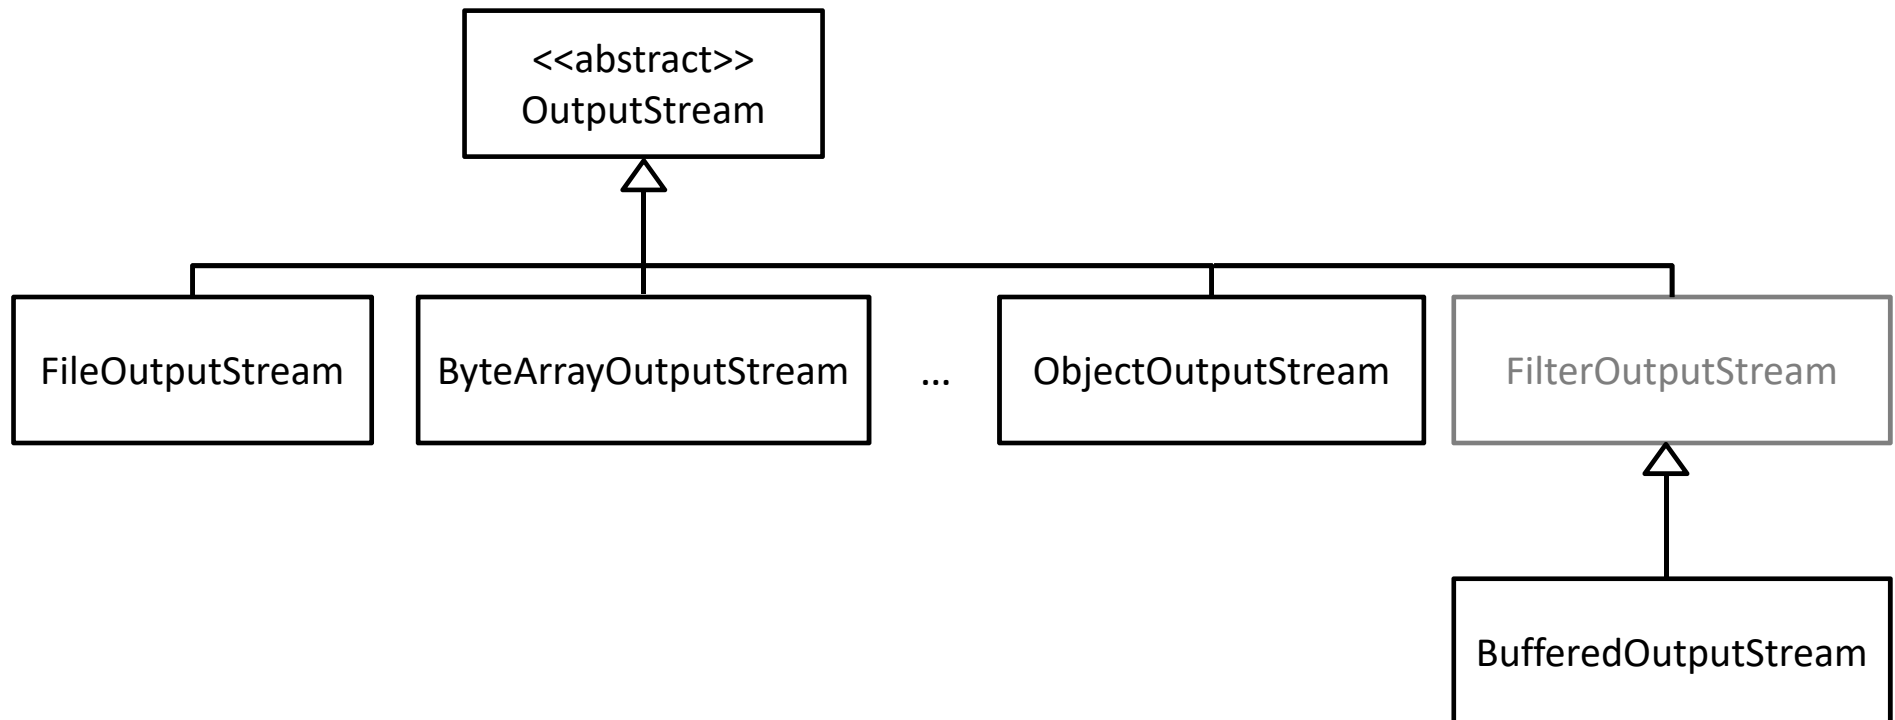 <<abstract>>
OutputStream
FileOutputStream
ByteArrayOutputStream
...
ObjectOutputStream
FilterOutputStream
BufferedOutputStream